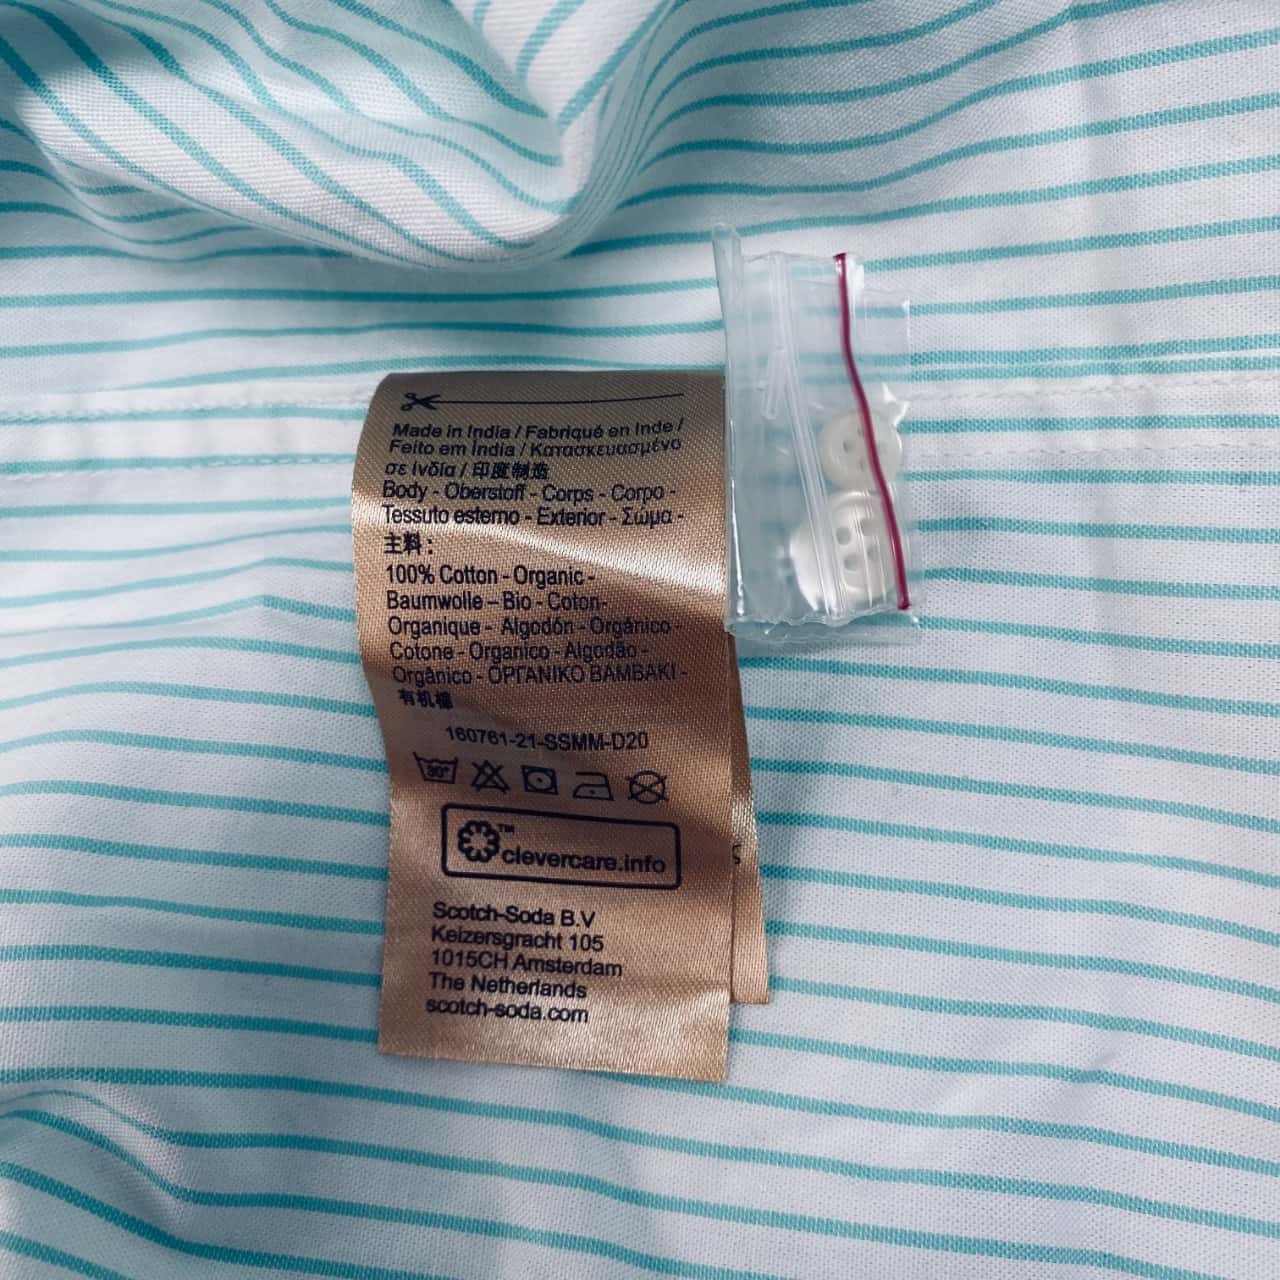 Made in India / Fabriqué en Inde /
Feito em Índia / Κατασκευασμένο
σε Ινδία / 印度制造
Body - Oberstoff - Corps - Corpo -
Tessuto esterno - Exterior - Σώμα -
主料：
100% Cotton - Organic -
Baumwolle – Bio - Coton-
Organique - Algodón - Orgánico -
Cotone - Organico - Algodão -
Orgânico - ΟΡΓΑΝΙΚΟ ΒΑΜΒΑΚΙ -
有机棉
160761-21-SSMM-D20
30°
™
clevercare.info
Scotch-Soda B.V
Keizersgracht 105
1015CH Amsterdam
The Netherlands
scotch-soda.com